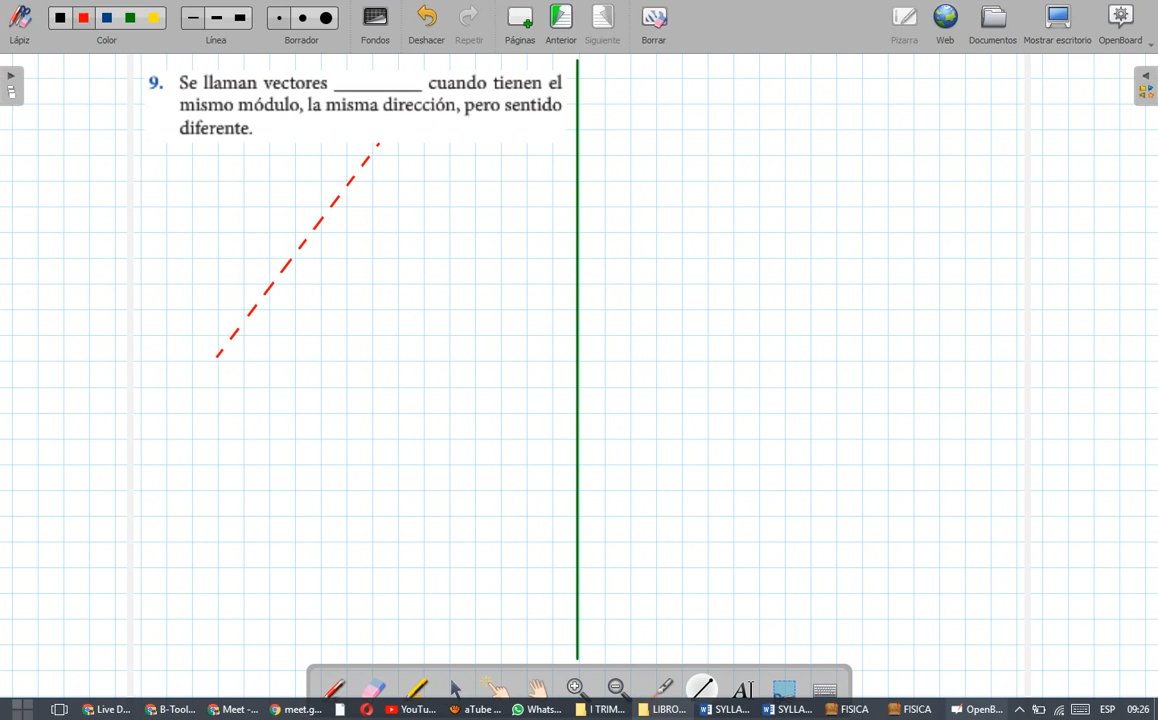 Lápiz
Color
Línea
Borrador
Fondos
Deshacer
Repetir
Páginas
Anterior
Siguiente
Borrar
Pizarra
Web
Documentos
Mostrar escritorio
OpenBoard
9. Se llaman vectores _________ cuando tienen el
mismo módulo, la misma dirección, pero sentido
diferente.
Live D...
B-Tool...
Meet -...
meet.g...
YouTu...
aTube ...
Whats...
I TRIM...
LIBRO...
SYLLA...
SYLLA...
FISICA
FISICA
OpenB...
ESP
09:26